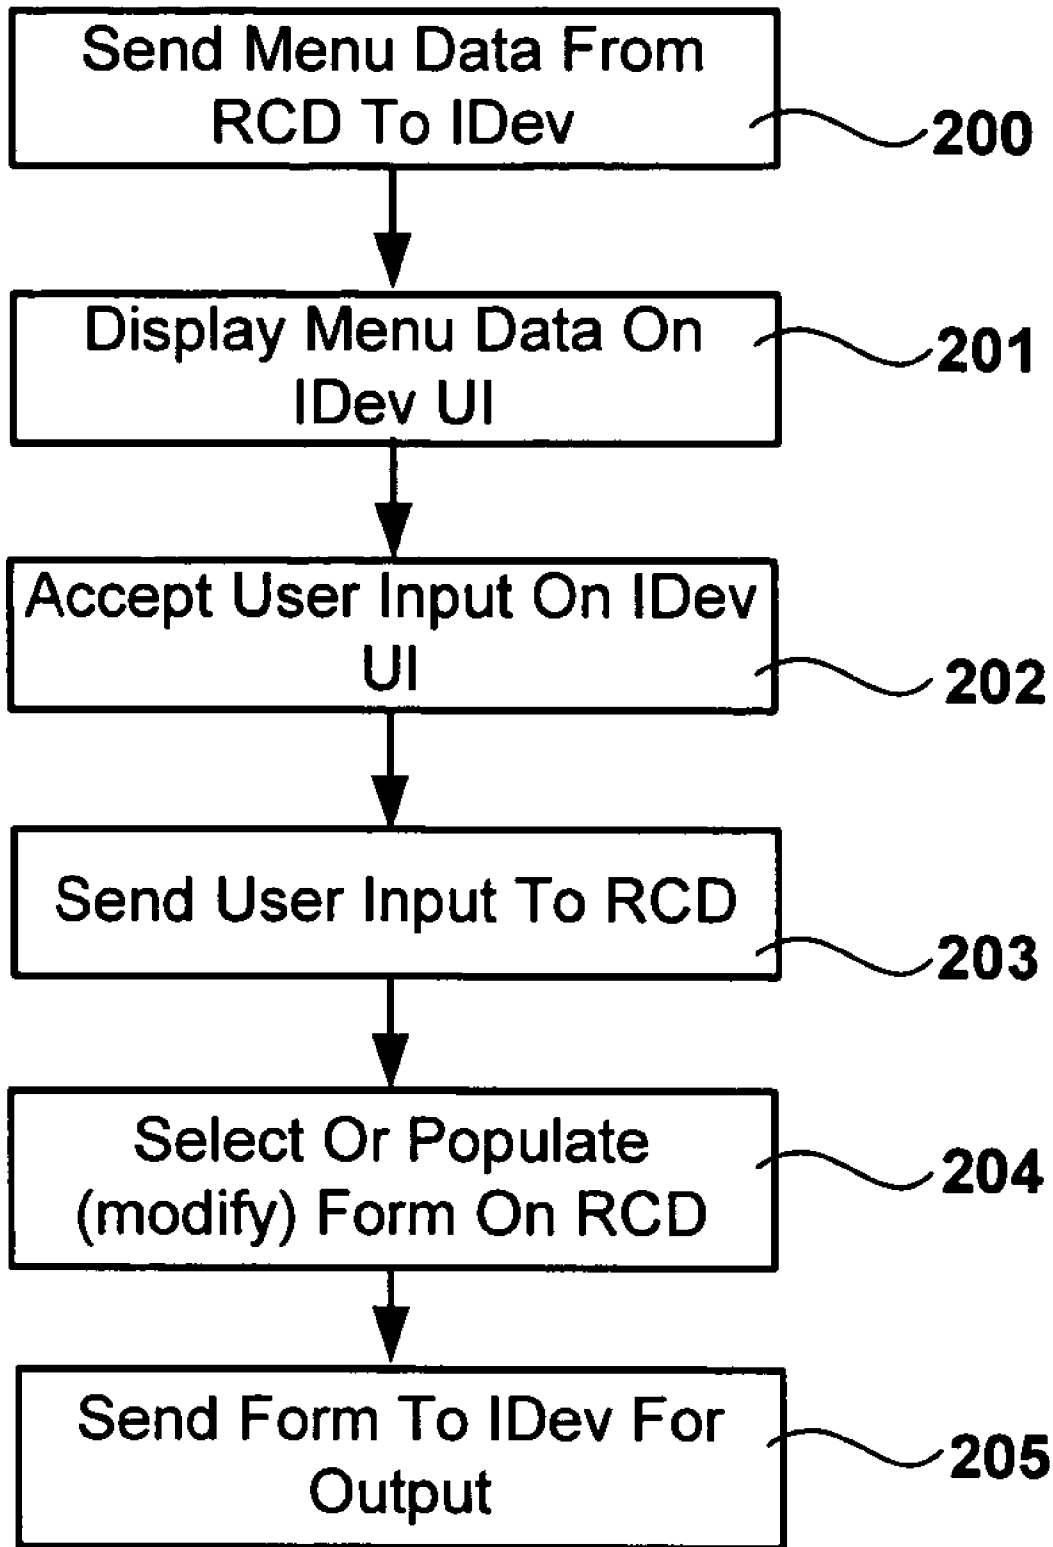 Send Menu Data From
RCD To IDev
200
Display Menu Data On
IDev UI
201
Accept User Input On IDev
UI
202
Send User Input To RCD
203
Select Or Populate
(modify) Form On RCD
204
Send Form To IDev For
Output
205